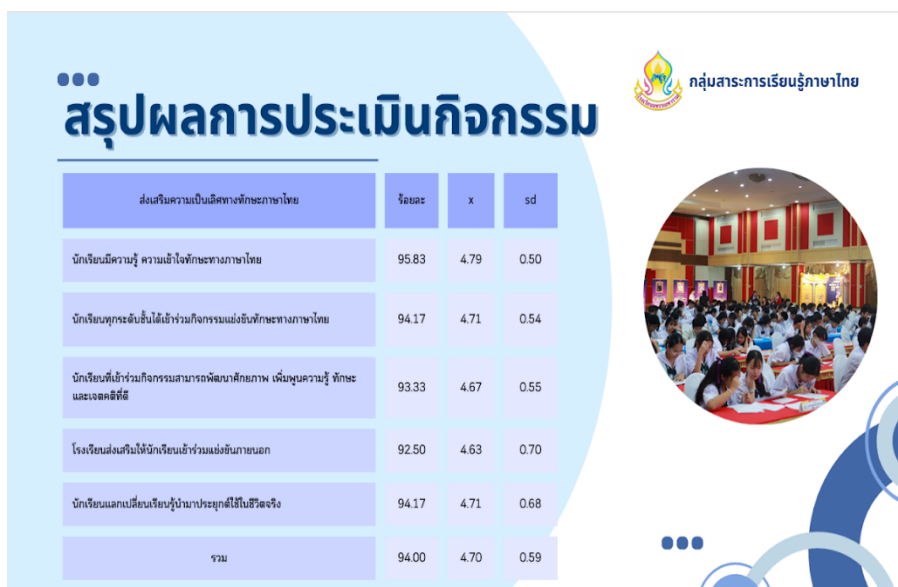 กลุ่มสาระการเรียนรู้ภาษาไทย
สรุปผลการประเมินกิจกรรม
ส่งเสริมความเป็นเลิศทางทักษะภาษาไทย ร้อยละ x sd
นักเรียนมีความรู้ ความเข้าใจทักษะทางภาษาไทย 95.83 4.79 0.50
นักเรียนทุกระดับชั้นได้เข้าร่วมกิจกรรมแข่งขันทักษะทางภาษาไทย 94.17 4.71 0.54
นักเรียนที่เข้าร่วมกิจกรรมสามารถพัฒนาศักยภาพ เพิ่มพูนความรู้ ทักษะ
และเจตคติที่ดี 93.33 4.67 0.55
โรงเรียนส่งเสริมให้นักเรียนเข้าร่วมแข่งขันภายนอก 92.50 4.63 0.70
นักเรียนแลกเปลี่ยนเรียนรู้นำมาประยุกต์ใช้ในชีวิตจริง 94.17 4.71 0.68
รวม 94.00 4.70 0.59